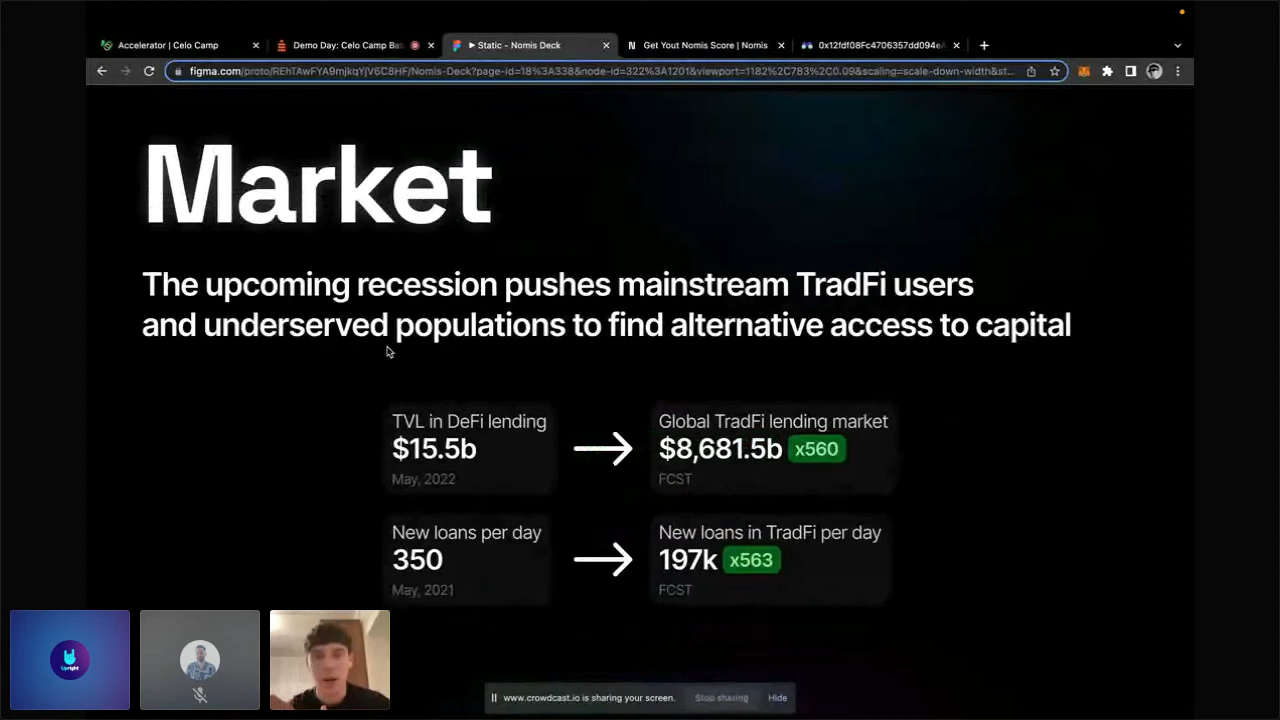 Accelerator | Celo Camp
Demo Day: Celo Camp Ba
Static - Nomis Deck
Get Yout Nomis Score | Nomis
0x12fdf08Fc4706357dd094eA
Market
The upcoming recession pushes mainstream TradFi users
and underserved populations to find alternative access to capital
TVL in DeFi lending
$15.5b
May, 2022
Global TradFi lending market
$8,681.5b x560
FCST
New loans per day
350
May, 2021
New loans in TradFi per day
197k x563
FCST
Upright
www.crowdcast.io is sharing your screen. Stop sharing Hide